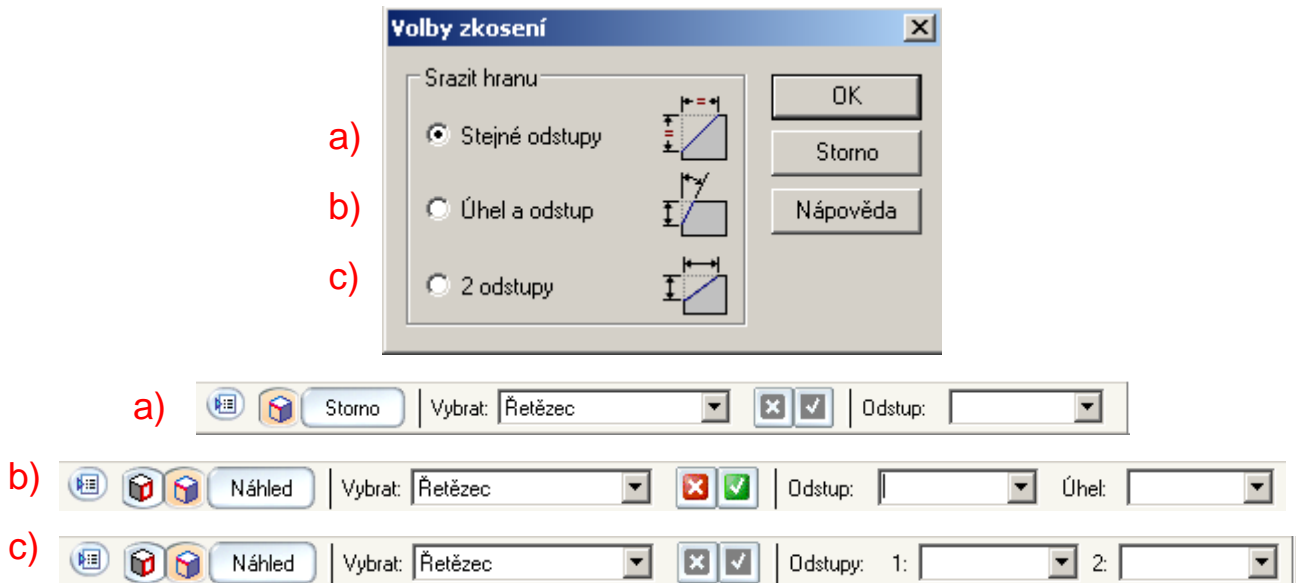 Volby zkosení
Srazit hranu
OK
a) Stejné odstupy
Storno
b) Úhel a odstup
Nápověda
c) 2 odstupy
a) Storno Vybrat: Řetězec Odstup:
b) Náhled Vybrat: Řetězec Odstup: Úhel:
c) Náhled Vybrat: Řetězec Odstupy: 1: 2: